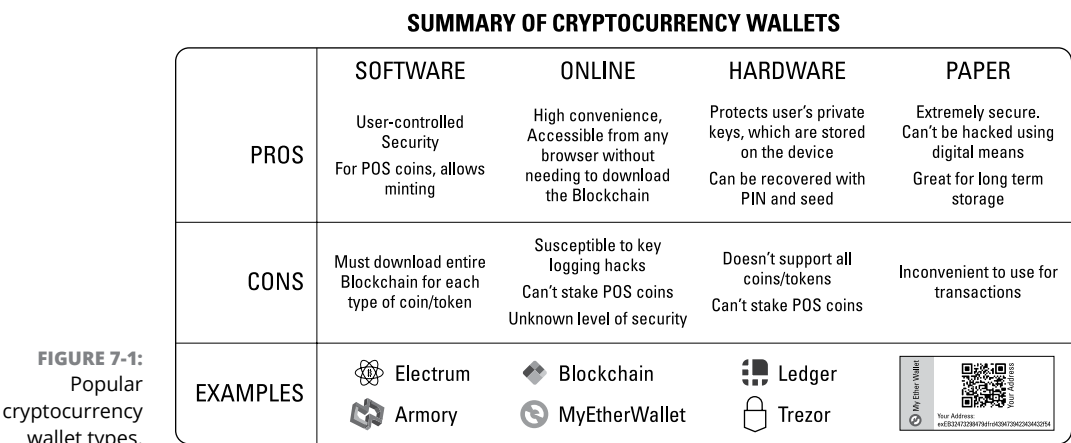 SUMMARY OF CRYPTOCURRENCY WALLETS
SOFTWARE
ONLINE
HARDWARE
PAPER
PROS
User-controlled
Security
For POS coins, allows
minting
High convenience,
Accessible from any
browser without
needing to download
the Blockchain
Protects user’s private
keys, which are stored
on the device
Can be recovered with
PIN and seed
Extremely secure.
Can’t be hacked using
digital means
Great for long term
storage
CONS
Must download entire
Blockchain for each
type of coin/token
Susceptible to key
logging hacks
Can’t stake POS coins
Unknown level of security
Doesn’t support all
coins/tokens
Can’t stake POS coins
Inconvenient to use for
transactions
EXAMPLES
Electrum
Armory
Blockchain
MyEtherWallet
Ledger
Trezor
My Ether Wallet
Your Address
Your Address:
FIGURE 7-1:
Popular
cryptocurrency
wallet types.